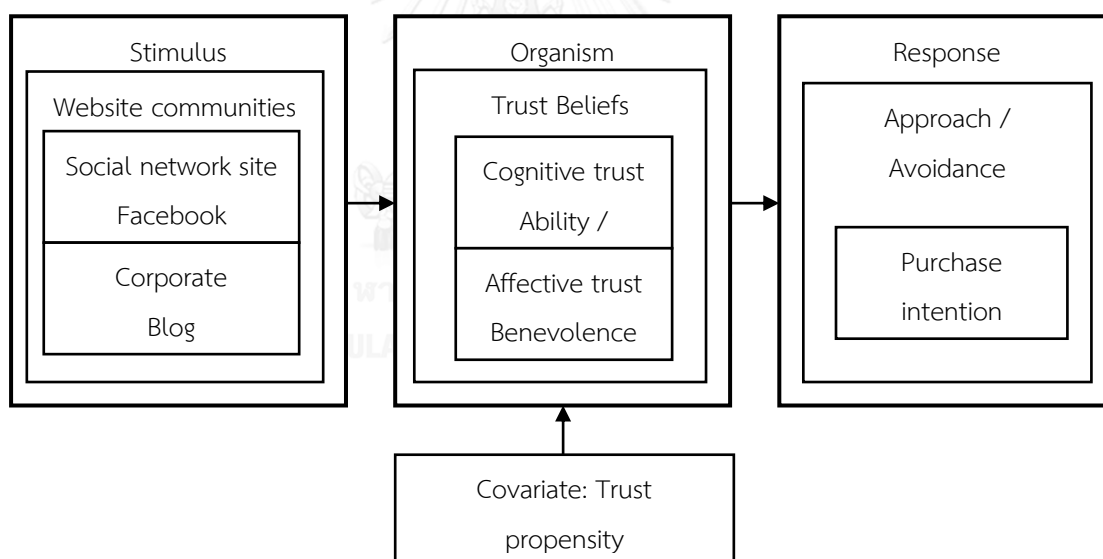 Stimulus
Website communities
Social network site
Facebook
Corporate
Blog
Organism
Trust Beliefs
Cognitive trust
Ability /
Affective trust
Benevolence
Response
Approach /
Avoidance
Purchase
intention
Covariate: Trust
propensity